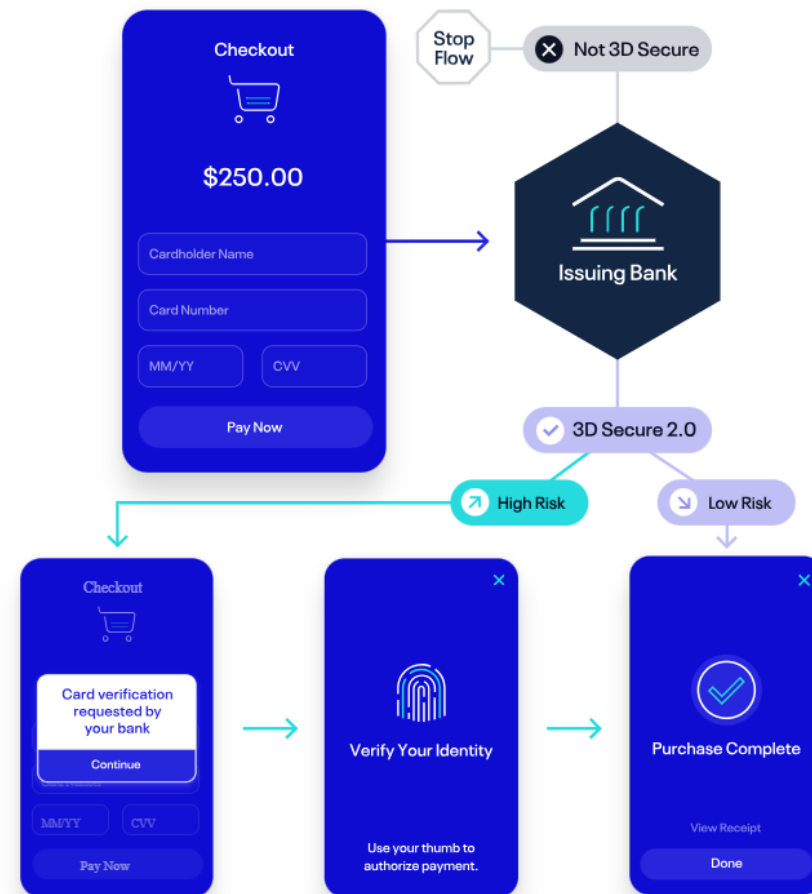 Checkout
$250.00
Cardholder Name
Card Number
MM/YY
CVV
Pay Now
Stop
Flow
Not 3D Secure
Issuing Bank
3D Secure 2.0
High Risk
Low Risk
Checkout
Card verification
requested by
your bank
Continue
Card Number
MM/YY
CVV
Pay Now
Verify Your Identity
Use your thumb to
authorize payment.
Purchase Complete
View Receipt
Done